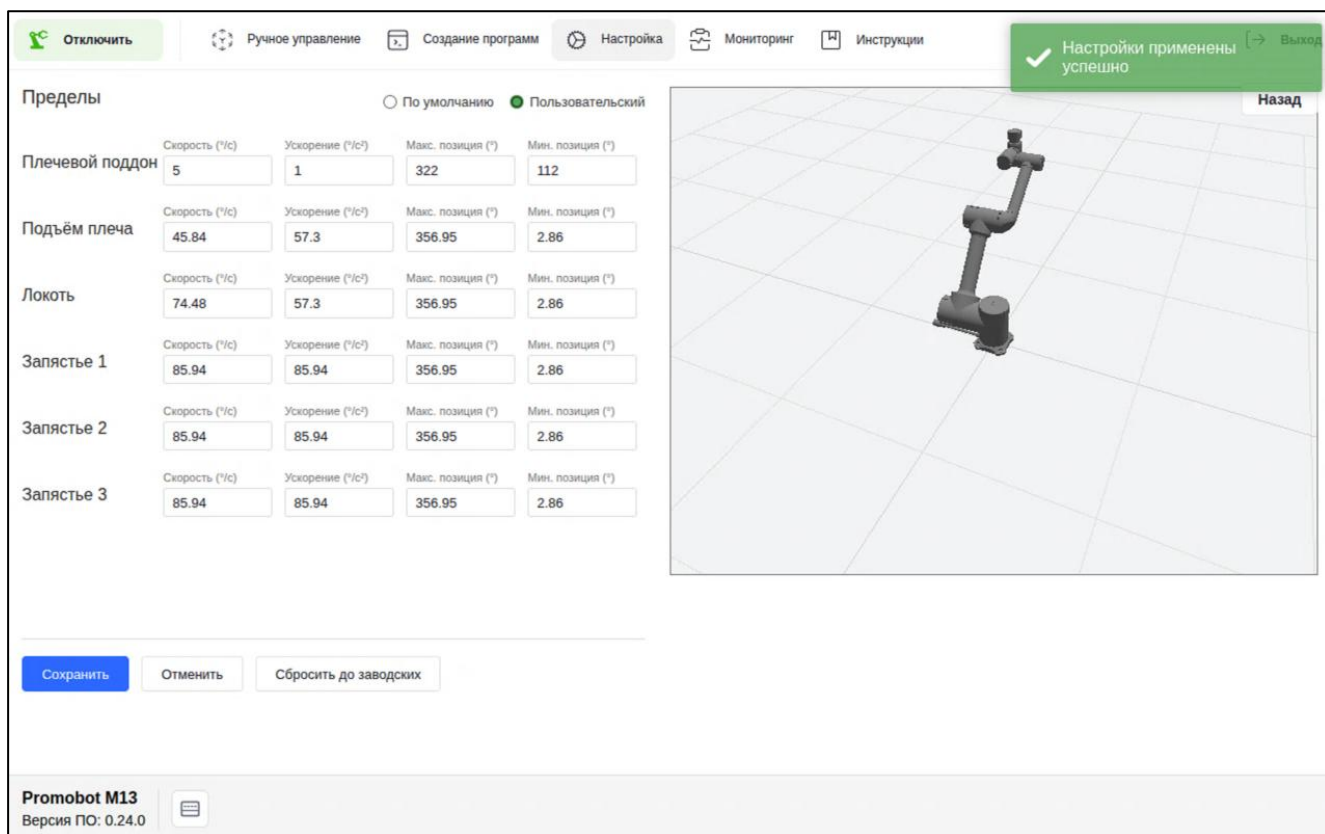 Отключить
Ручное управление
Создание программ
Настройка
Мониторинг
Инструкции
Выход
Настройки применены
успешно
Назад
Пределы
По умолчанию
Пользовательский
Скорость (°/с) Ускорение (°/с²) Макс. позиция (°) Мин. позиция (°)
Плечевой поддон 5 1 322 112
Скорость (°/с) Ускорение (°/с²) Макс. позиция (°) Мин. позиция (°)
Подъём плеча 45.84 57.3 356.95 2.86
Скорость (°/с) Ускорение (°/с²) Макс. позиция (°) Мин. позиция (°)
Локоть 74.48 57.3 356.95 2.86
Скорость (°/с) Ускорение (°/с²) Макс. позиция (°) Мин. позиция (°)
Запястье 1 85.94 85.94 356.95 2.86
Скорость (°/с) Ускорение (°/с²) Макс. позиция (°) Мин. позиция (°)
Запястье 2 85.94 85.94 356.95 2.86
Скорость (°/с) Ускорение (°/с²) Макс. позиция (°) Мин. позиция (°)
Запястье 3 85.94 85.94 356.95 2.86
Сохранить
Отменить
Сбросить до заводских
Promobot M13
Версия ПО: 0.24.0